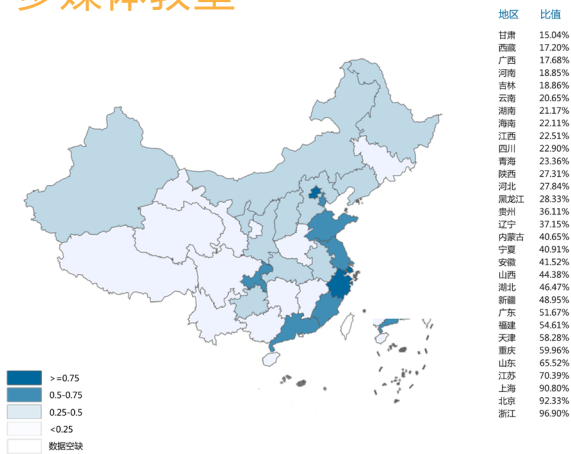 多媒体教室
地区 比值
甘肃 15.04%
西藏 17.20%
广西 17.68%
河南 18.85%
吉林 18.86%
云南 20.65%
湖南 21.17%
海南 22.11%
江西 22.51%
四川 22.90%
青海 23.36%
陕西 27.31%
河北 27.84%
黑龙江 28.33%
贵州 36.11%
辽宁 37.15%
内蒙古 40.65%
宁夏 40.91%
安徽 41.52%
山西 44.38%
湖北 46.47%
新疆 48.95%
广东 51.67%
福建 54.61%
天津 58.28%
重庆 59.96%
山东 65.52%
江苏 70.39%
上海 90.80%
北京 92.33%
浙江 96.90%
>=0.75
0.5-0.75
0.25-0.5
<0.25
数据空缺